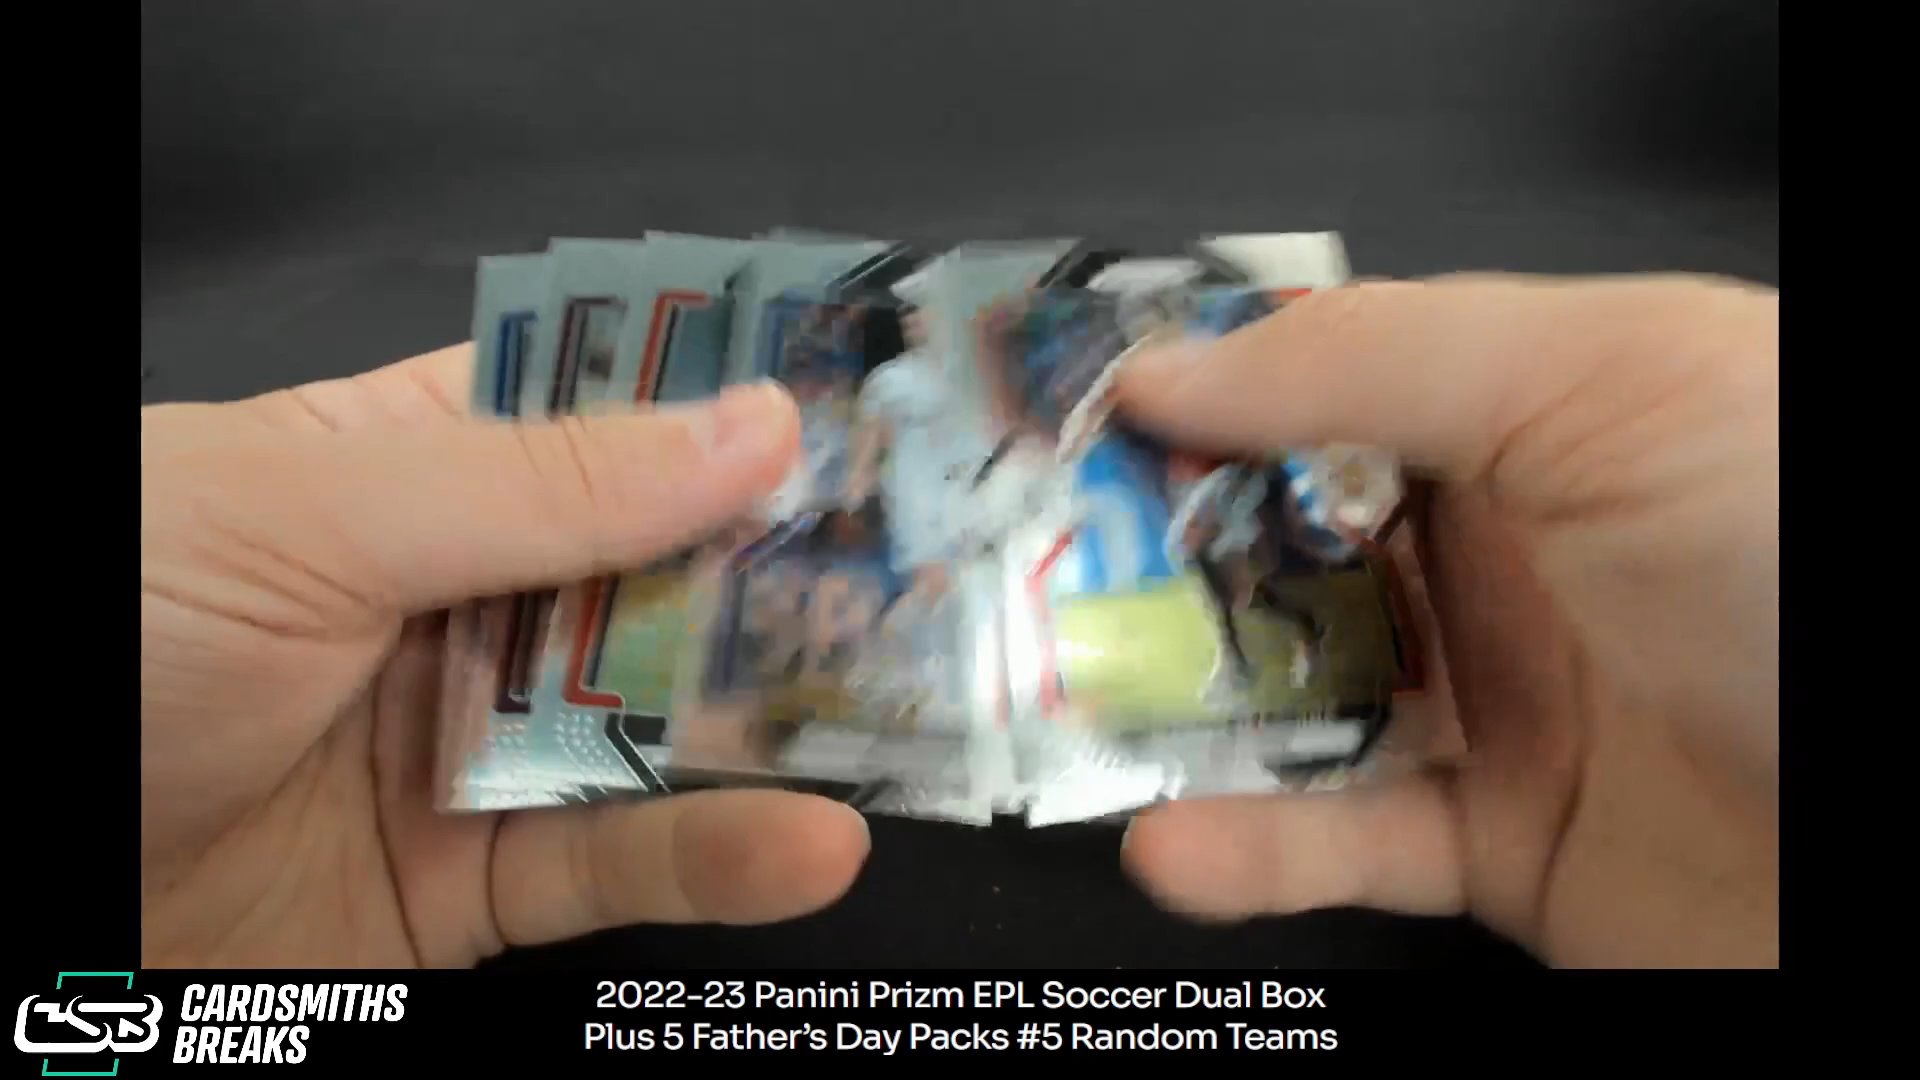 CARDSMITHS
BREAKS
2022-23 Panini Prizm EPL Soccer Dual Box
Plus 5 Father's Day Packs #5 Random Teams